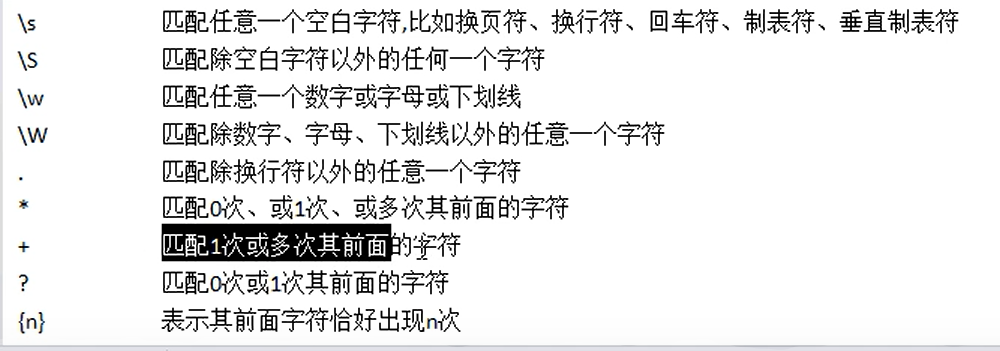 \s 匹配任意一个空白字符,比如换页符、换行符、回车符、制表符、垂直制表符
\S 匹配除空白字符以外的任何一个字符
\w 匹配任意一个数字或字母或下划线
\W 匹配除数字、字母、下划线以外的任意一个字符
. 匹配除换行符以外的任意一个字符
* 匹配0次、或1次、或多次其前面的字符
+ 匹配1次或多次其前面的字符
? 匹配0次或1次其前面的字符
{n} 表示其前面字符恰好出现n次